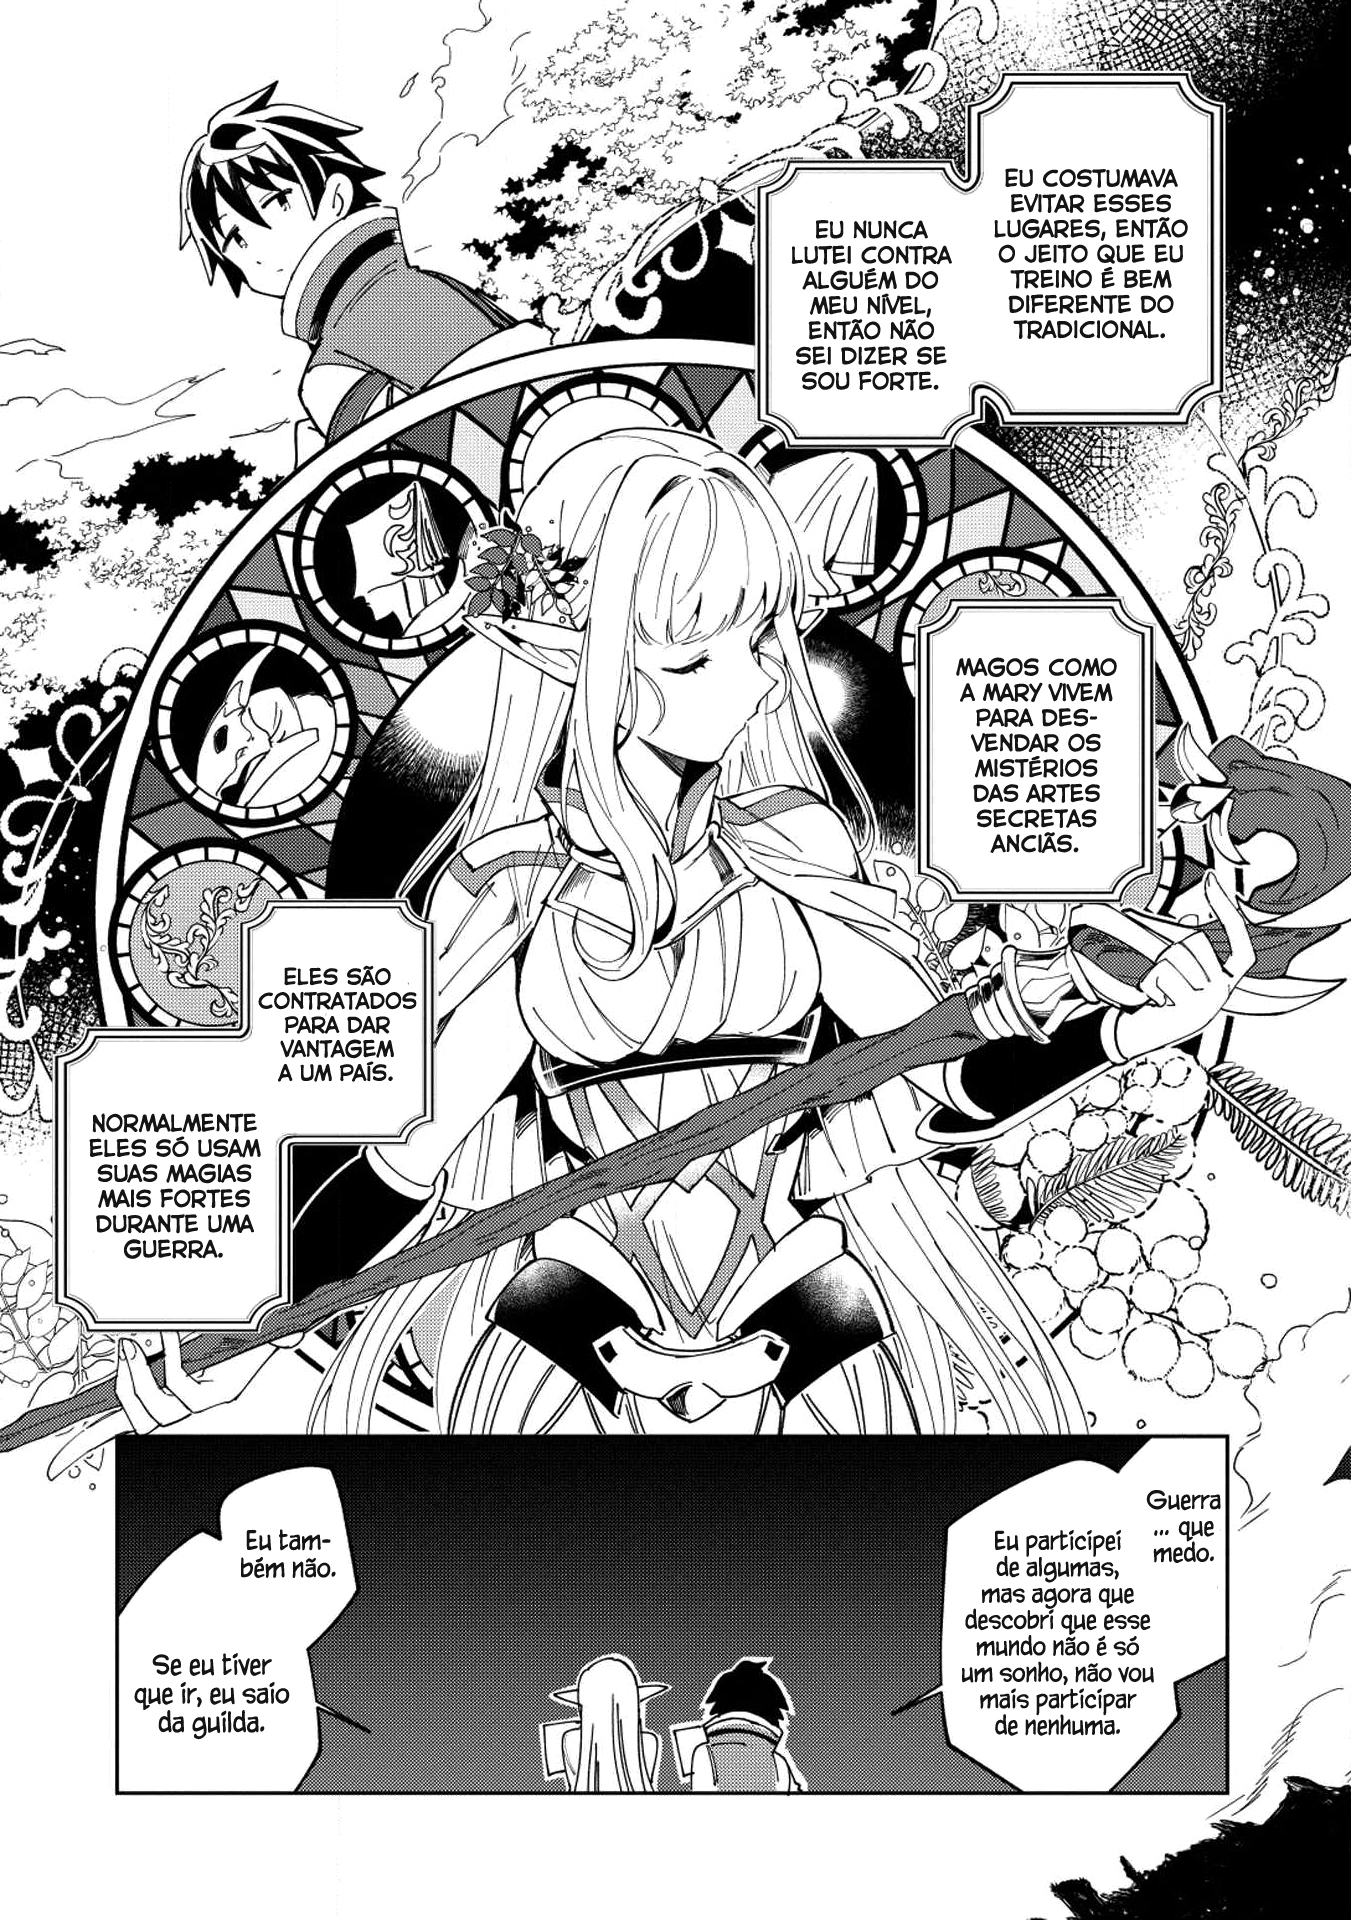 EU COSTUMAVA
EVITAR ESSES
LUGARES, ENTÃO
O JEITO QUE EU
TREINO É BEM
DIFERENTE DO
TRADICIONAL.
EU NUNCA
LUTEI CONTRA
ALGUÉM DO
MEU NÍVEL,
ENTÃO NÃO
SEI DIZER SE
SOU FORTE.
MAGOS COMO
A MARY VIVEM
PARA DES-
VENDAR OS
MISTÉRIOS
DAS ARTES
SECRETAS
ANCIÃS.
ELES SÃO
CONTRATADOS
PARA DAR
VANTAGEM
A UM PAÍS.
NORMALMENTE
ELES SÓ USAM
SUAS MAGIAS
MAIS FORTES
DURANTE UMA
GUERRA.
Guerra
... que
medo.
Eu participei
de algumas,
mas agora que
descobri que esse
mundo não é só
um sonho, não vou
mais participar
de nenhuma.
Eu tam-
bém não.
Se eu tiver
que ir, eu saio
da guilda.